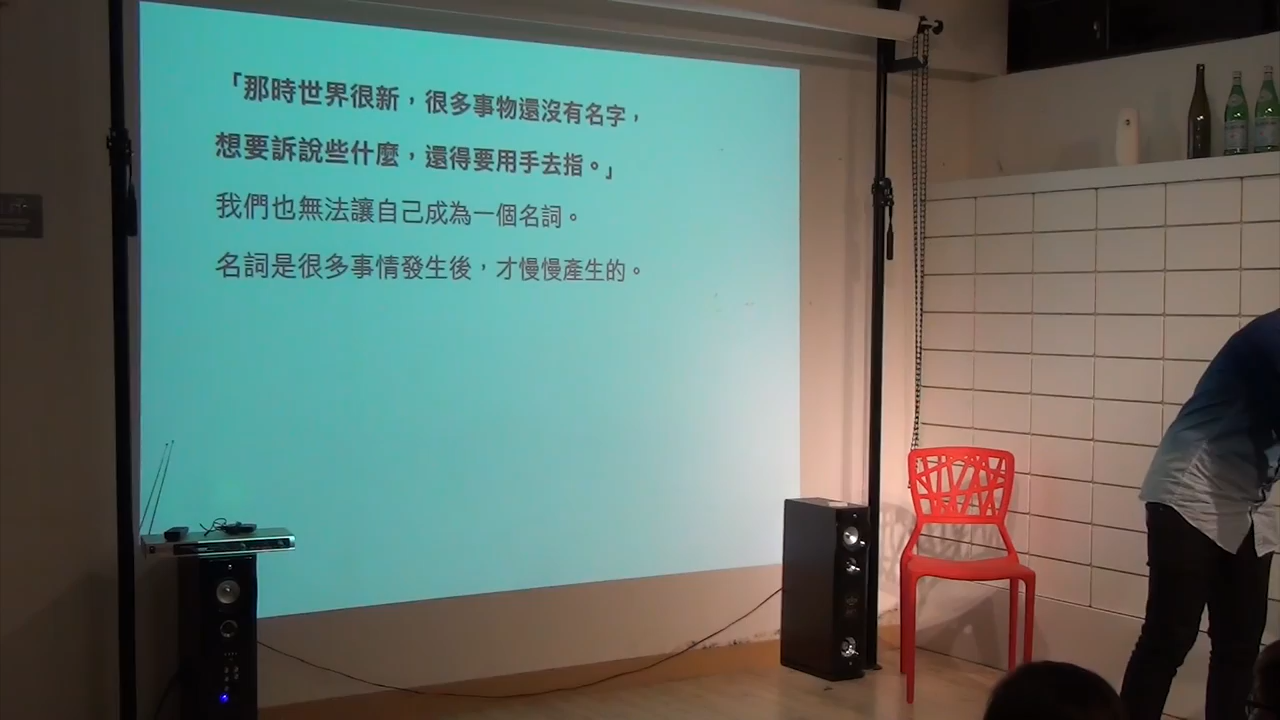 「那時世界很新，很多事物還沒有名字，
想要訴說些什麼，還得要用手去指。」
我們也無法讓自己成為一個名詞。
名詞是很多事情發生後，才慢慢產生的。